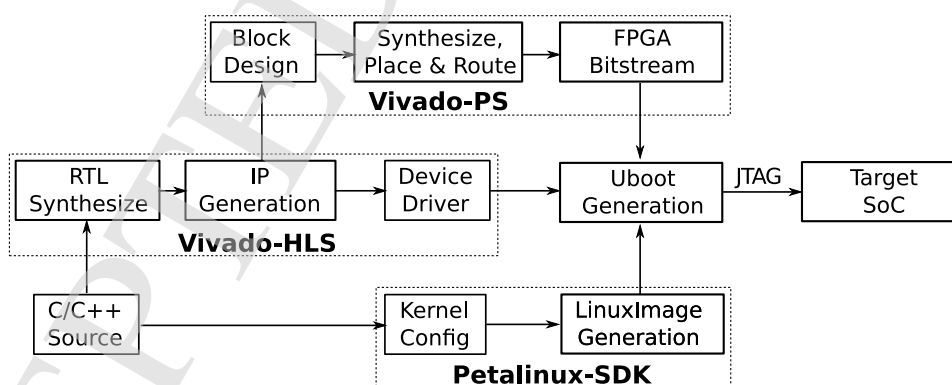 Block
Design
Synthesize,
Place & Route
FPGA
Bitstream
Vivado-PS
RTL
Synthesize
IP
Generation
Device
Driver
Uboot
Generation
JTAG
Target
SoC
Vivado-HLS
C/C++
Source
Kernel
Config
LinuxImage
Generation
Petalinux-SDK